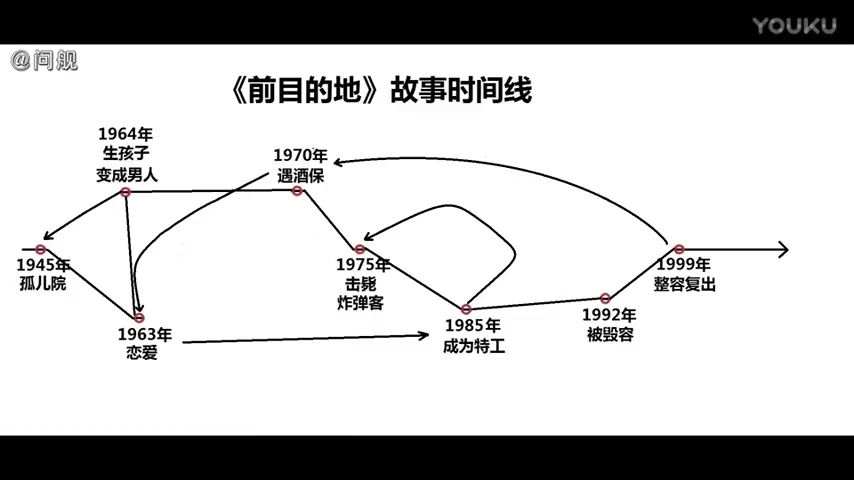 YOUKU
@问舰
《前目的地》故事时间线
1964年
生孩子
变成男人
1970年
遇酒保
1945年
孤儿院
1975年
击毙
炸弹客
1999年
整容复出
1963年
恋爱
1985年
成为特工
1992年
被毁容